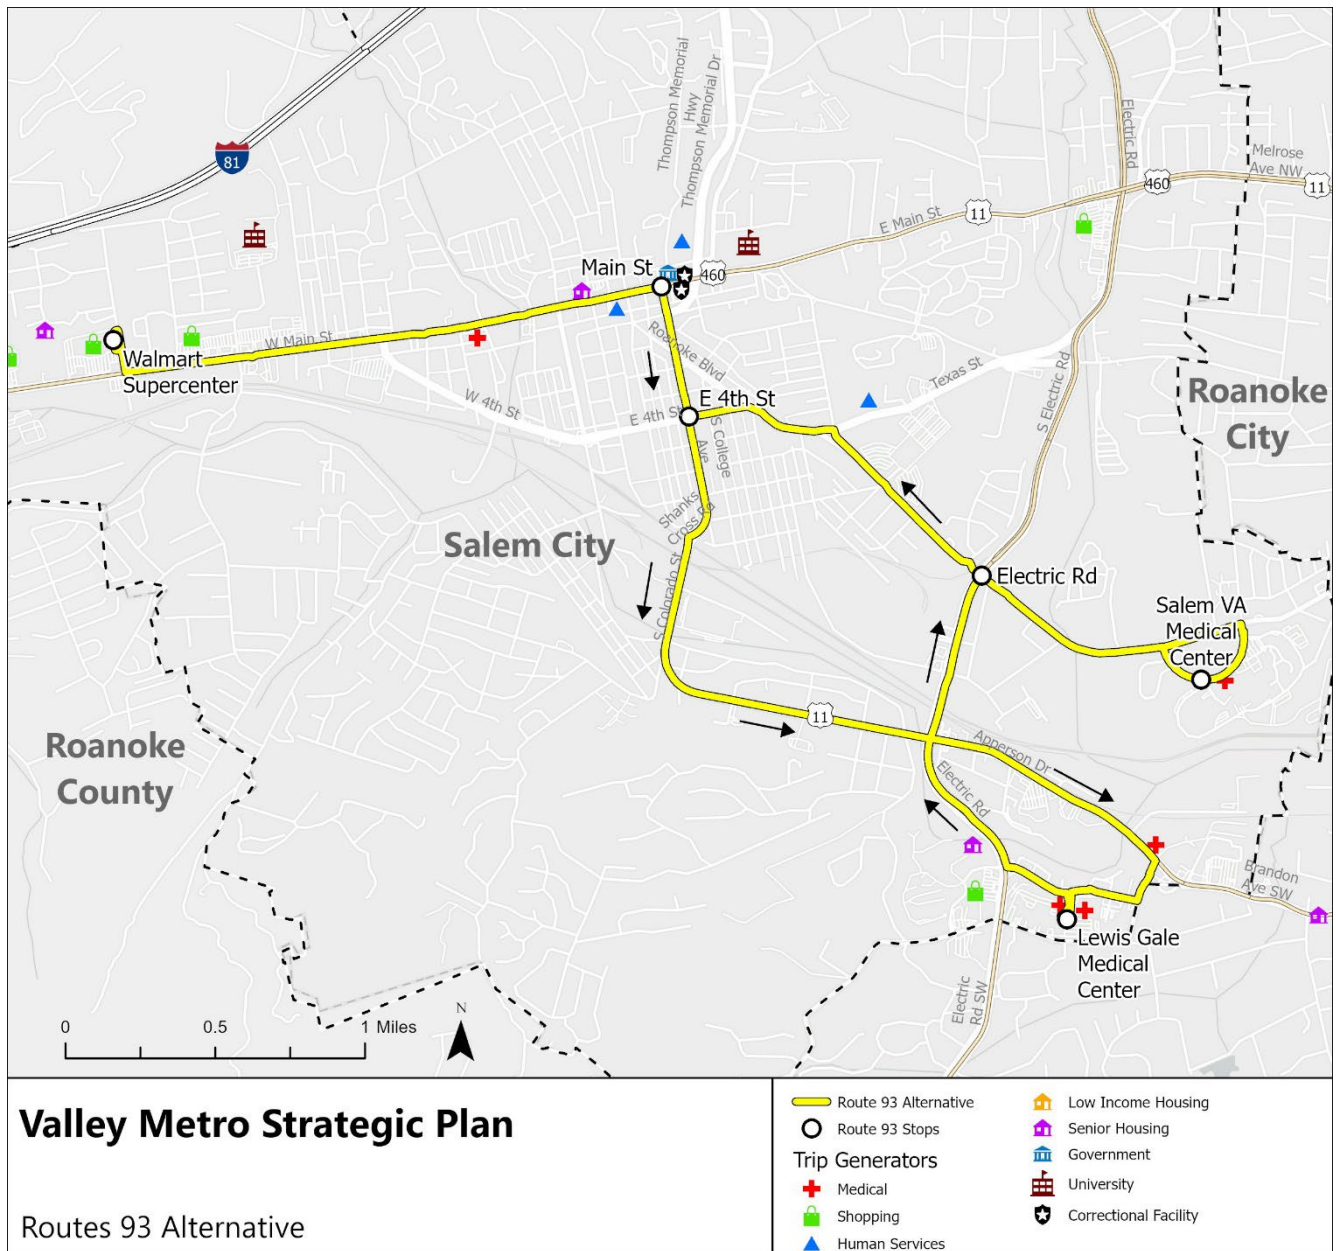 Thompson Memorial
Hwy
Thompson Memorial Dr
Electric Rd
Melrose
Ave NW
81
460
11
11
E Main St
Main St
460
W Main St
Walmart
Supercenter
Roanoke Blvd
Texas St
S Electric Rd
Roanoke
City
W 4th St
E 4th St
E 4th St
S College
Ave
Shanks
Cross Rd
Salem City
S Colorado St
Electric Rd
Salem VA
Medical
Center
11
Roanoke
County
Apperson Dr
Electric Rd
Brandon
Ave SW
Lewis Gale
Medical
Center
Electric
Rd SW
0 0.5 1 Miles
N
Valley Metro Strategic Plan
Routes 93 Alternative
Route 93 Alternative
Route 93 Stops
Trip Generators
Medical
Shopping
Human Services
Low Income Housing
Senior Housing
Government
University
Correctional Facility